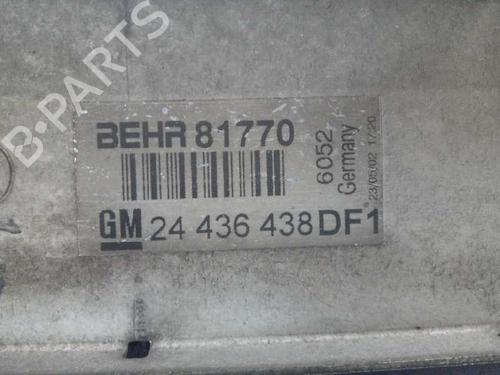 BEHR 81770
6052
Germany
23/05/02 17:20
GM 24 436 438 DF1
B-PARTS